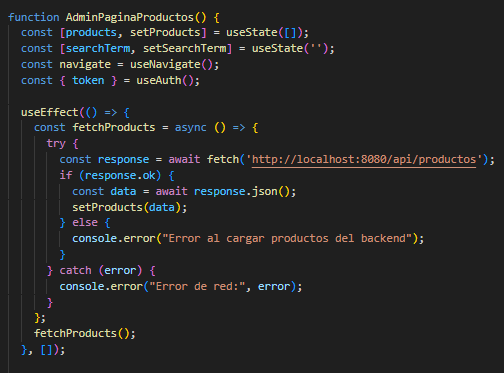 function AdminPaginaProductos() {
  const [products, setProducts] = useState([]);
  const [searchTerm, setSearchTerm] = useState('');
  const navigate = useNavigate();
  const { token } = useAuth();

  useEffect(() => {
    const fetchProducts = async () => {
      try {
        const response = await fetch('http://localhost:8080/api/productos');
        if (response.ok) {
          const data = await response.json();
          setProducts(data);
        } else {
          console.error("Error al cargar productos del backend");
        }
      } catch (error) {
        console.error("Error de red:", error);
      }
    };
    fetchProducts();
  }, []);